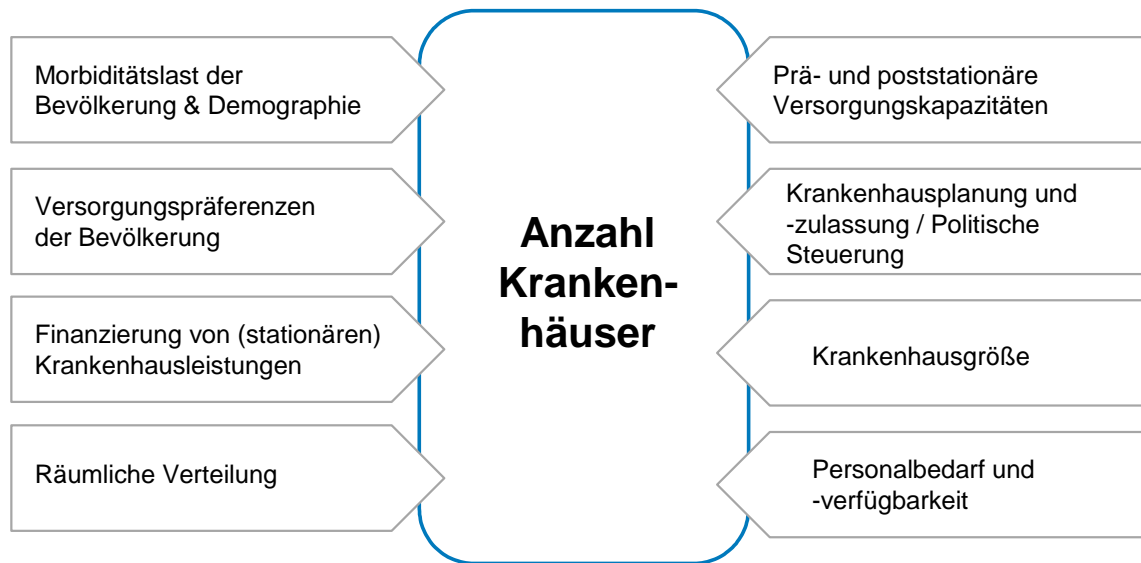 Morbiditätslast der
Bevölkerung & Demographie
Versorgungspräferenzen
der Bevölkerung
Finanzierung von (stationären)
Krankenhausleistungen
Räumliche Verteilung
Anzahl
Kranken-
häuser
Prä- und poststationäre
Versorgungskapazitäten
Krankenhausplanung und
-zulassung / Politische
Steuerung
Krankenhausgröße
Personalbedarf und
-verfügbarkeit